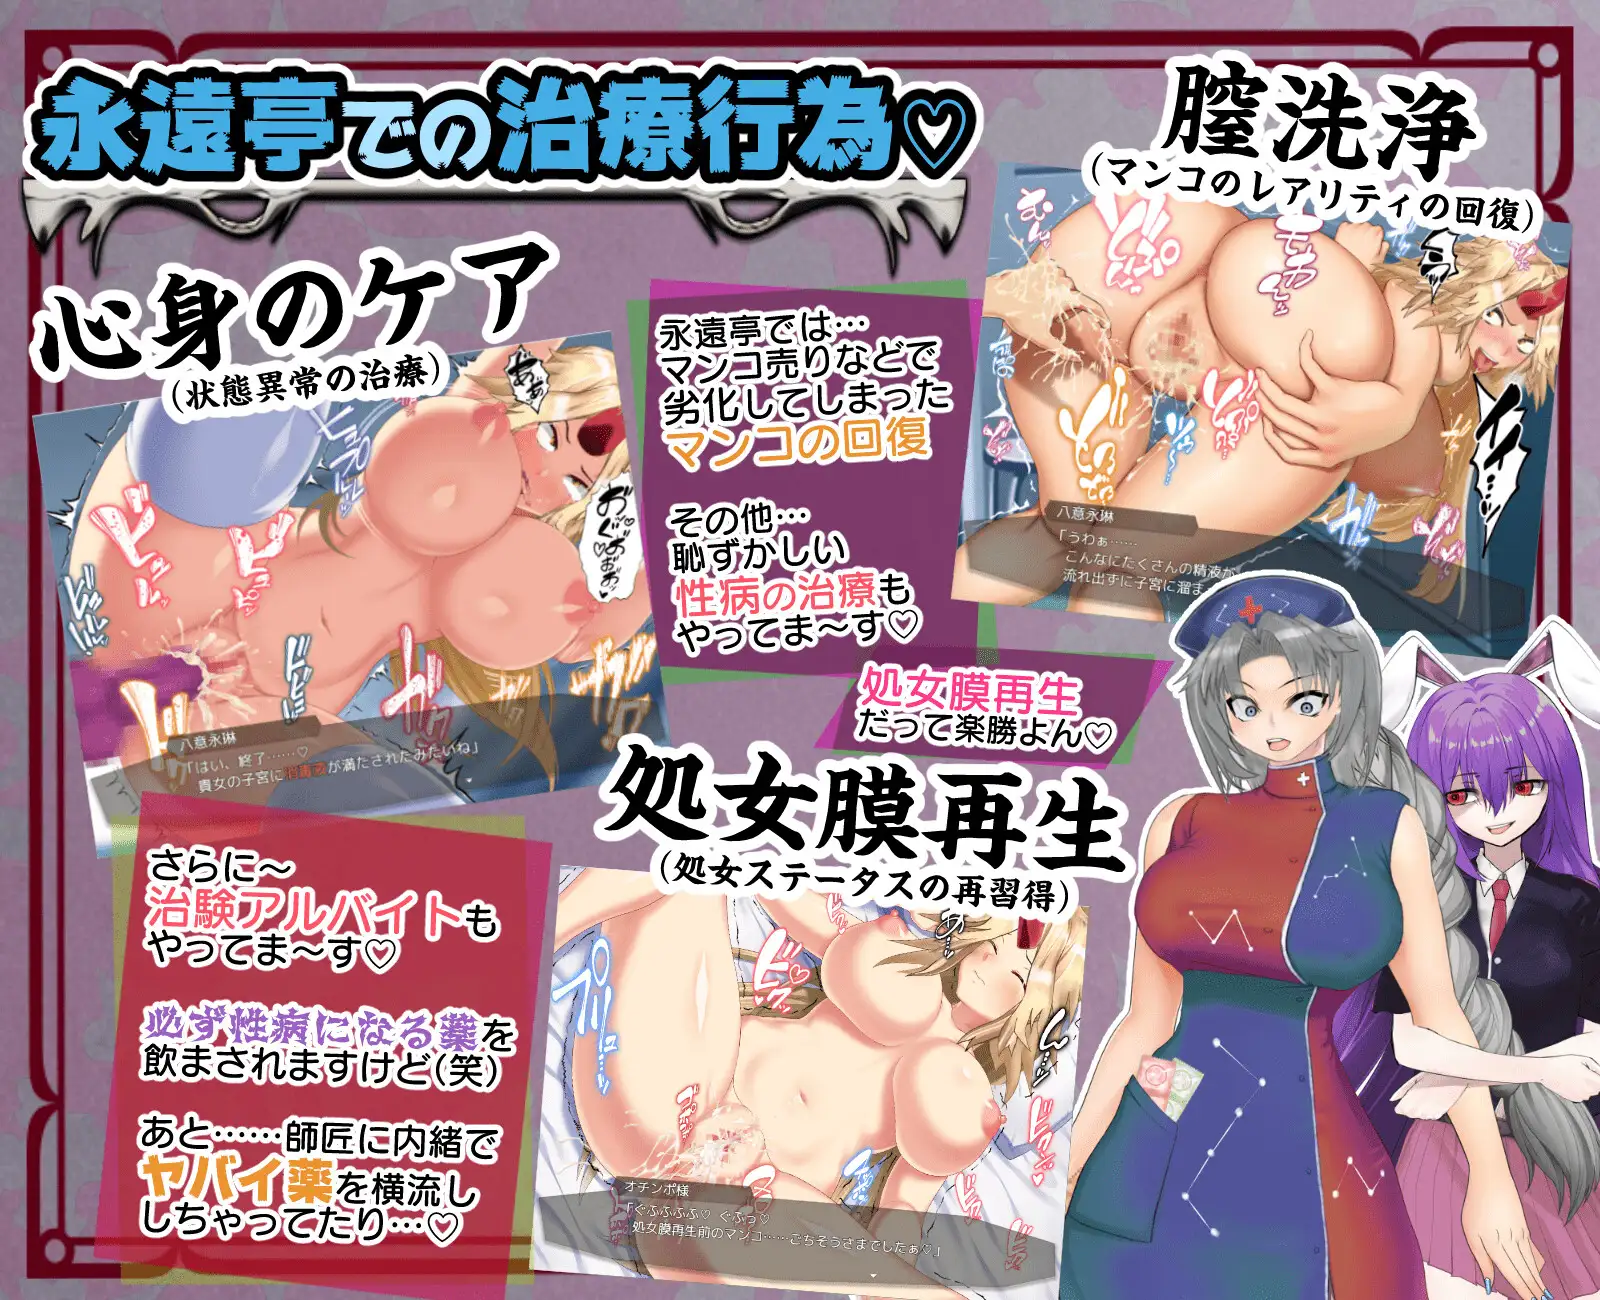 永遠亭での治療行為♡
膣洗浄
(マンコのレアリティの回復)
心身のケア
(状態異常の治療)
永遠亭では…
マンコ売りなどで
劣化してしまった
マンコの回復
その他…
恥ずかしい
性病の治療も
やってま〜す♡
八意永琳
「うわぁ……
こんなにたくさんの精液が
流れ出ずに子宮に溜ま
処女膜再生
だって楽勝よん♡
八意永琳
「はい、終了……♡
貴女の子宮に消毒液が満たされたみたいね」
処女膜再生
(処女ステータスの再習得)
さらに〜
治験アルバイトも
やってま〜す♡
必ず性病になる薬を
飲まされますけど(笑)
あと……師匠に内緒で
ヤバイ薬を横流し
しちゃってたり…♡
オチンポ様
「ぐふふふふ♡ ぐふっ♡
処女膜再生前のマンコ……ごちそうさまでしたぁ♡」